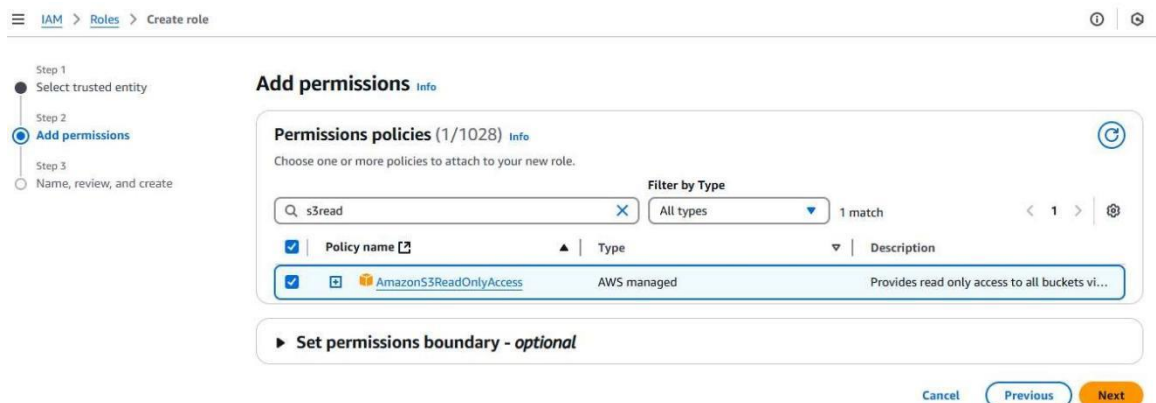 IAM > Roles > Create role
Step 1
Select trusted entity
Step 2
Add permissions
Step 3
Name, review, and create
Add permissions Info
Permissions policies (1/1028) Info
Choose one or more policies to attach to your new role.
Filter by Type
s3read
All types
1 match
1
Policy name
Type
Description
AmazonS3ReadOnlyAccess
AWS managed
Provides read only access to all buckets vi...
Set permissions boundary - optional
Cancel
Previous
Next